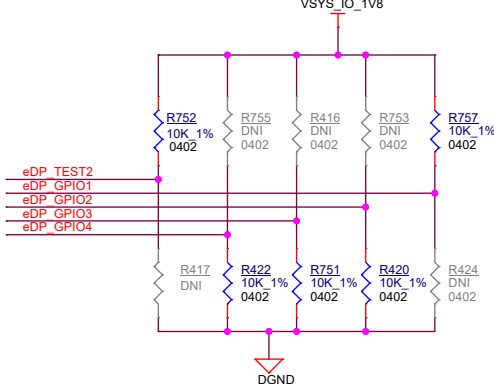 VSYS_IO_1V8
R752
10K_1%
0402
R755
DNI
0402
R416
DNI
0402
R753
DNI
0402
R757
10K_1%
0402
eDP_TEST2
eDP_GPIO1
eDP_GPIO2
eDP_GPIO3
eDP_GPIO4
R417
DNI
R422
10K_1%
0402
R751
10K_1%
0402
R420
10K_1%
0402
R424
DNI
0402
DGND